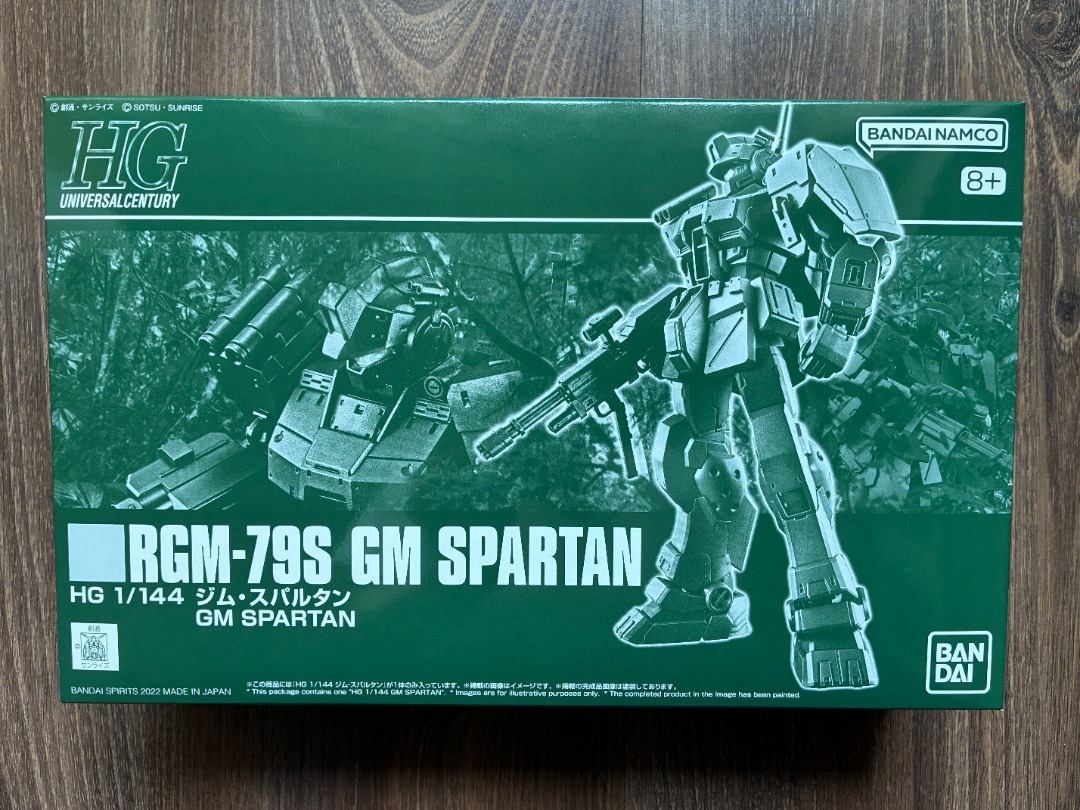 ©創通・サンライズ ©SOTSU・SUNRISE
HG
UNIVERSAL CENTURY
BANDAI NAMCO
8+
RGM-79S GM SPARTAN
HG 1/144 ジム・スパルタン
GM SPARTAN
創通
サンライズ
BAN
DAI
BANDAI SPIRITS 2022 MADE IN JAPAN
※この商品には「HG 1/144 ジム・スパルタン」が1体のみ入っています。※掲載の画像はイメージです。※掲載の完成品画像は塗装してあります。
* This package contains one "HG 1/144 GM SPARTAN". * Images are for illustrative purposes only. * The completed product in the image has been painted.